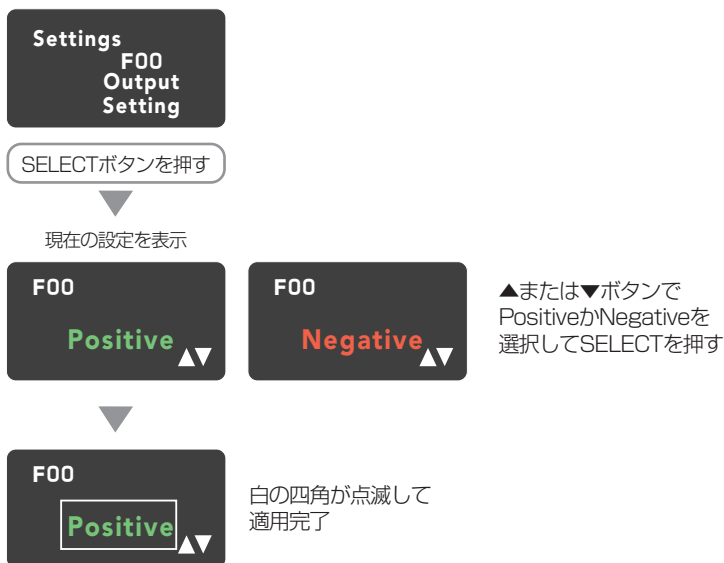 Settings
F00
Output
Setting
SELECTボタンを押す
現在の設定を表示
F00
Positive
▲▼
F00
Negative
▲▼
▲または▼ボタンで
PositiveかNegativeを
選択してSELECTを押す
F00
Positive
▲▼
白の四角が点滅して
適用完了